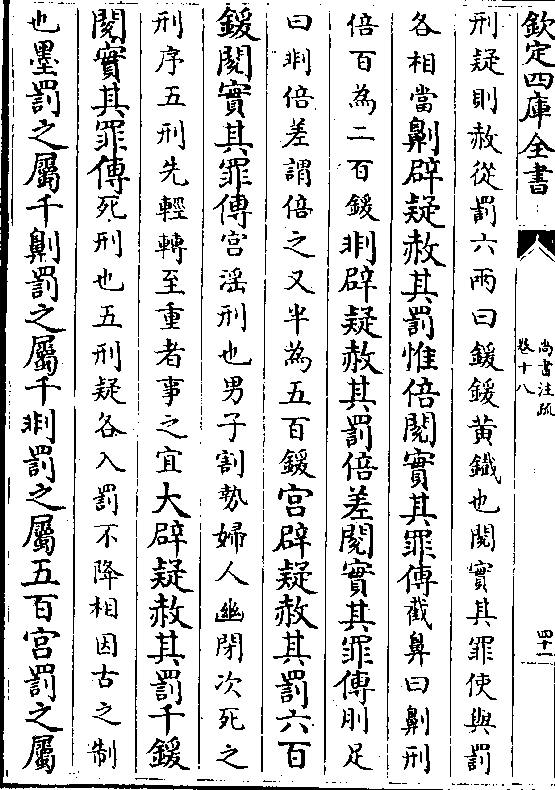 欽定四庫全書
尚書注疏
卷十八
四十一
刑疑則赦從罰六兩曰鍰鍰黄鐵也閱實其罪使與罰
各相當劓辟疑赦其罰惟倍閱實其罪傳截鼻曰劓刑
倍百為二百鍰剕辟疑赦其罰倍差閱實其罪傳刖足
曰剕倍差謂倍之又半為五百鍰宫辟疑赦其罰六百
鍰閱實其罪傳宫淫刑也男子割勢婦人幽閉次死之
刑序五刑先輕轉至重者事之宜大辟疑赦其罰千鍰
閱實其罪傳死刑也五刑疑各入罰不降相因古之制
也墨罰之屬千劓罰之屬千剕罰之屬五百宫罰之屬